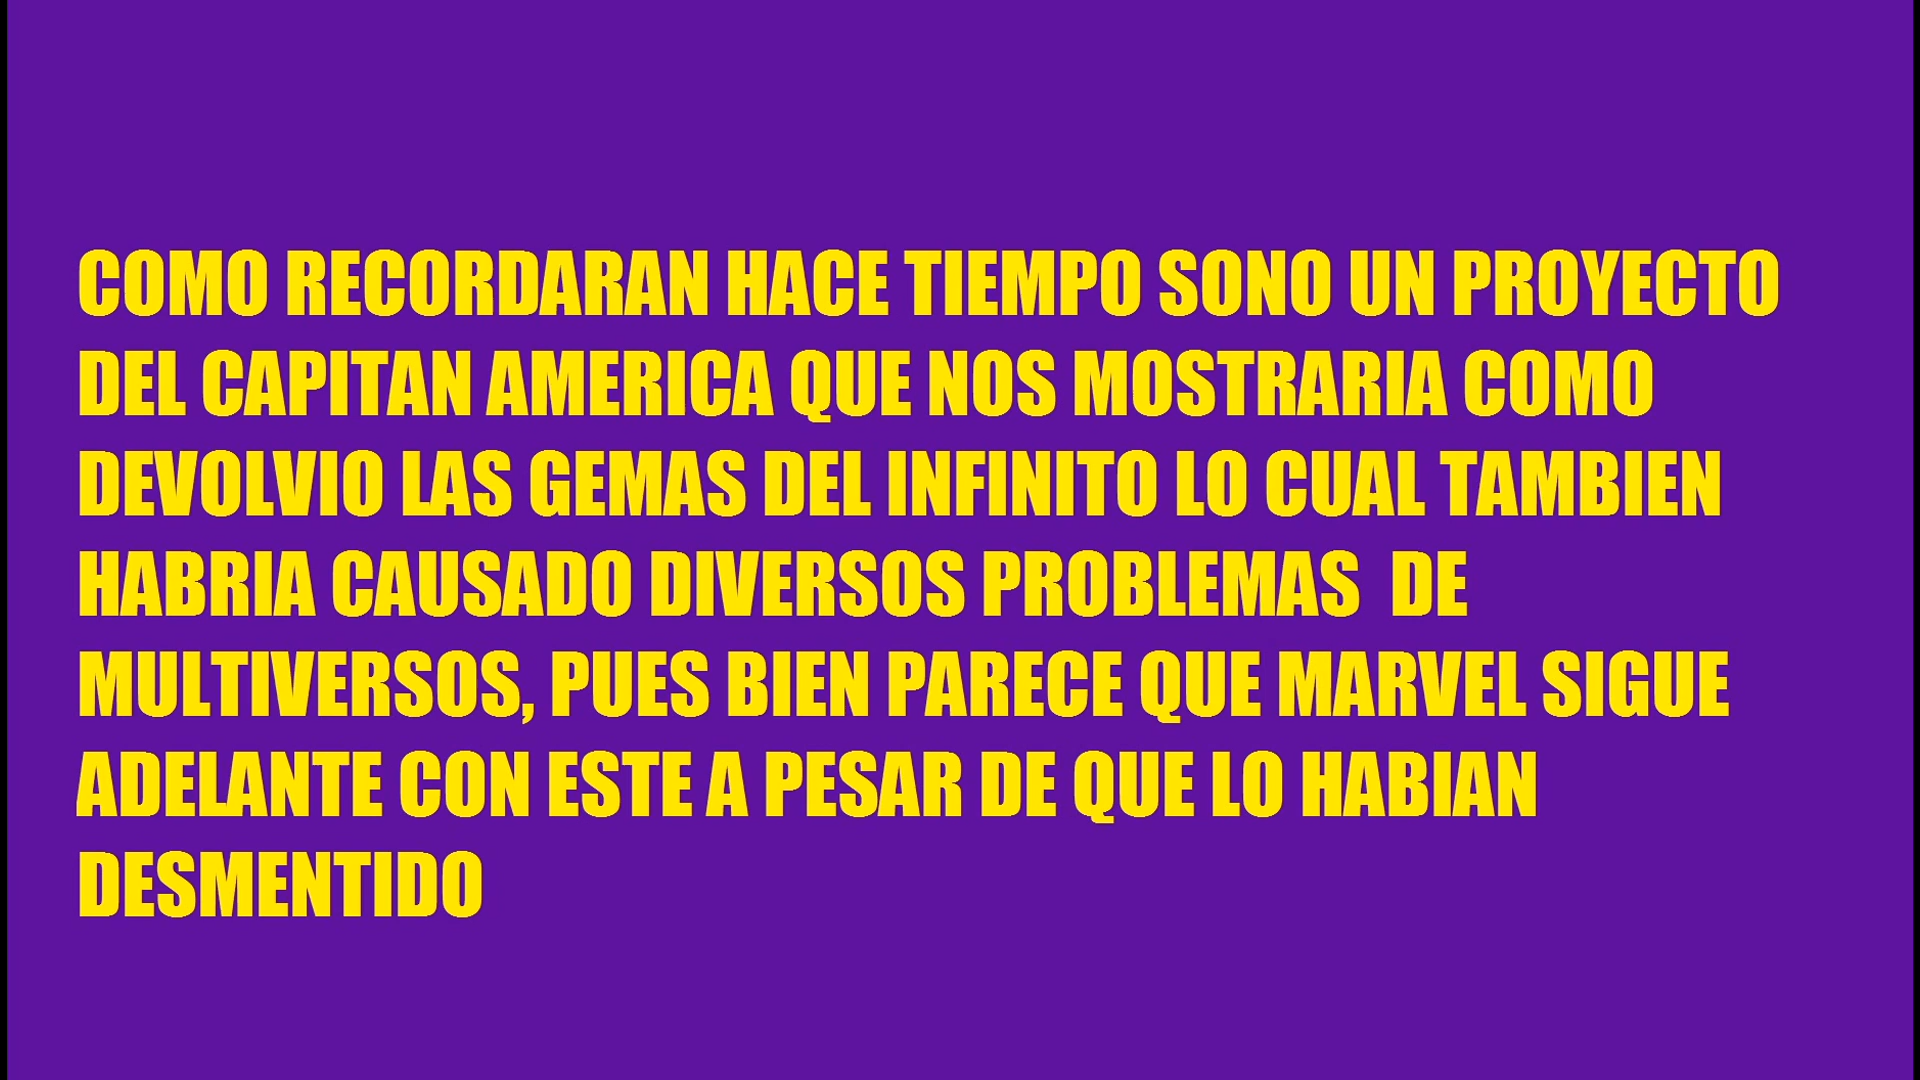 COMO RECORDARAN HACE TIEMPO SONO UN PROYECTO
DEL CAPITAN AMERICA QUE NOS MOSTRARIA COMO
DEVOLVIO LAS GEMAS DEL INFINITO LO CUAL TAMBIEN
HABRIA CAUSADO DIVERSOS PROBLEMAS  DE
MULTIVERSOS, PUES BIEN PARECE QUE MARVEL SIGUE
ADELANTE CON ESTE A PESAR DE QUE LO HABIAN
DESMENTIDO